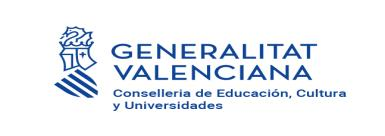 GENERALITAT
VALENCIANA
Conselleria de Educación, Cultura
y Universidades